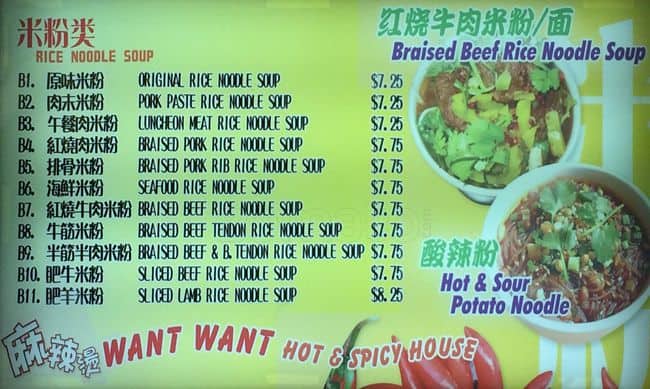 米粉类
RICE NOODLE SOUP
B1. 原味米粉 ORIGINAL RICE NOODLE SOUP $7.25
B2. 肉末米粉 PORK PASTE RICE NOODLE SOUP $7.25
B3. 午餐肉米粉 LUNCHEON MEAT RICE NOODLE SOUP $7.25
B4. 紅燒肉米粉 BRAISED PORK RICE NOODLE SOUP $7.75
B5. 排骨米粉 BRAISED PORK RIB RICE NOODLE SOUP $7.75
B6. 海鮮米粉 SEAFOOD RICE NOODLE SOUP $7.75
B7. 紅燒牛肉米粉 BRAISED BEEF RICE NOODLE SOUP $7.75
B8. 牛筋米粉 BRAISED BEEF TENDON RICE NOODLE SOUP $7.75
B9. 半筋半肉米粉 BRAISED BEEF & B.TENDON RICE NOODLE SOUP $7.75
B10. 肥牛米粉 SLICED BEEF RICE NOODLE SOUP $7.75
B11. 肥羊米粉 SLICED LAMB RICE NOODLE SOUP $8.25
红烧牛肉米粉/面
Braised Beef Rice Noodle Soup
酸辣粉
Hot & Sour
Potato Noodle
麻辣燙 WANT WANT HOT & SPICY HOUSE